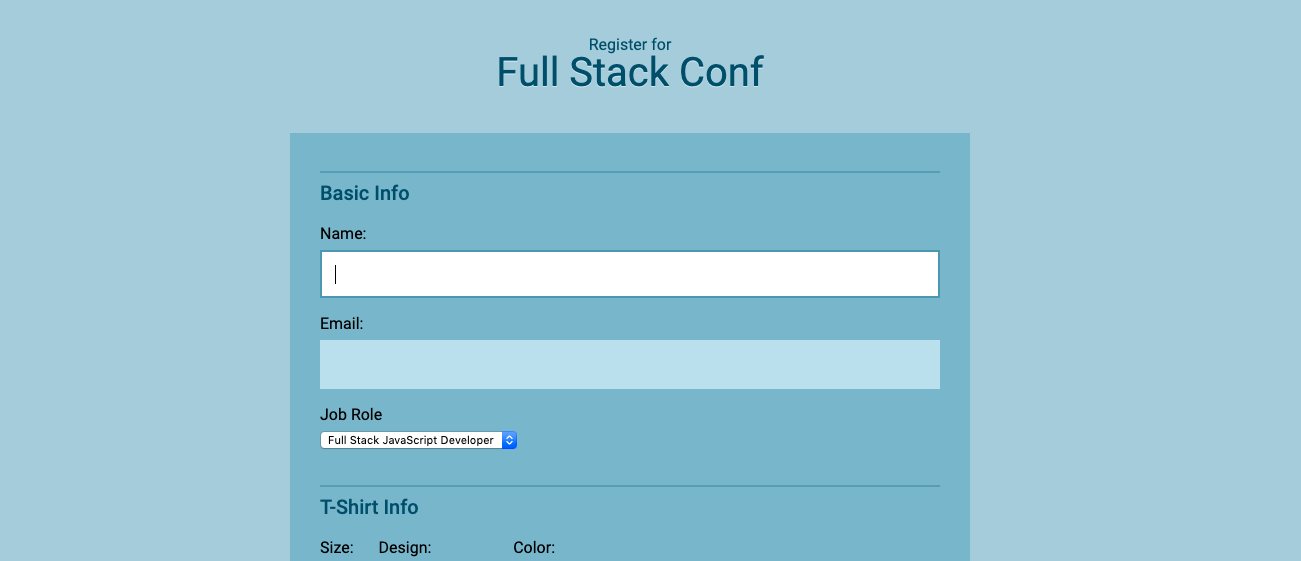 Register for
Full Stack Conf
Basic Info
Name:
Email:
Job Role
Full Stack JavaScript Developer
T-Shirt Info
Size: Design: Color: